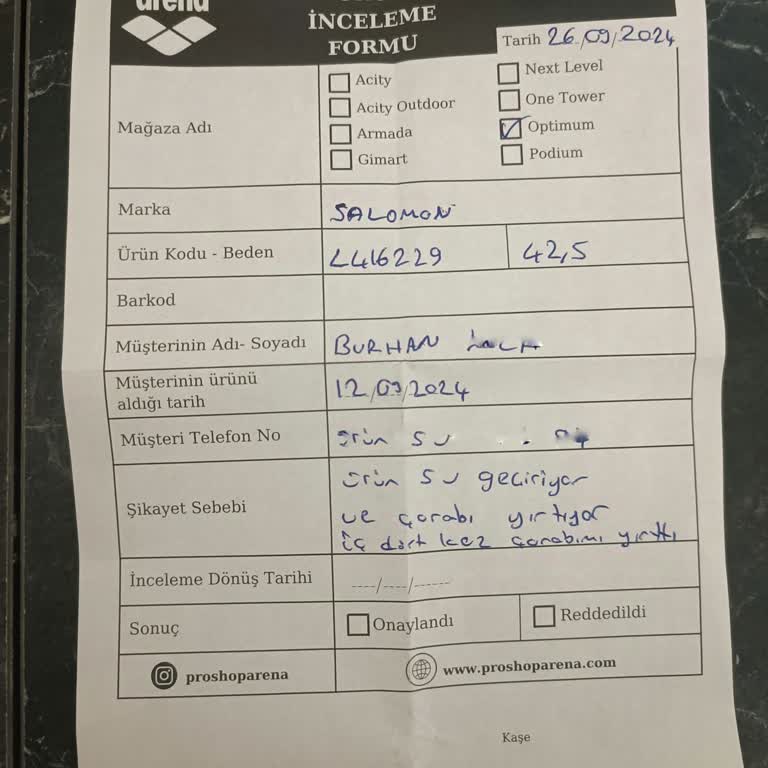 arena
İNCELEME
FORMU
Tarih 26/09/2024
Mağaza Adı
Acity
Acity Outdoor
Armada
Gimart
Next Level
One Tower
Optimum
Podium
Marka SALOMON
Ürün Kodu - Beden L416229 42,5
Barkod
Müşterinin Adı- Soyadı BURHAN
Müşterinin ürünü
aldığı tarih 12/09/2024
Müşteri Telefon No ürün su
Şikayet Sebebi
ürün su geçiriyor
ve çorabı yırtıyor
üç dört kez çorabımı yırttı
İnceleme Dönüş Tarihi ----/----/------
Sonuç Onaylandı Reddedildi
proshoparena www.proshoparena.com
Kaşe